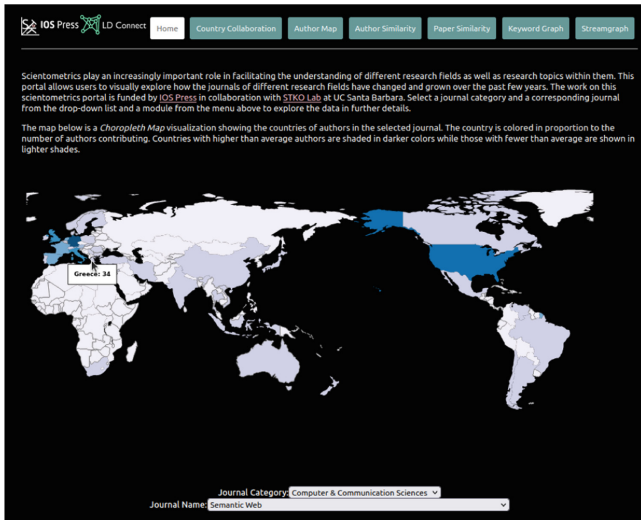 IOS Press LD Connect Home Country Collaboration Author Map Author Similarity Paper Similarity Keyword Graph Streamgraph
Scientometrics play an increasingly important role in facilitating the understanding of different research fields as well as research topics within them. This
portal allows users to visually explore how the journals of different research fields have changed and grown over the past few years. The work on this
scientometrics portal is funded by IOS Press in collaboration with STKO Lab at UC Santa Barbara. Select a journal category and a corresponding journal
from the drop-down list and a module from the menu above to explore the data in further details.
The map below is a Choropleth Map visualization showing the countries of authors in the selected journal. The country is colored in proportion to the
number of authors contributing. Countries with higher than average authors are shaded in darker colors while those with fewer than average are shown in
lighter shades.
Greece: 34
Journal Category: Computer & Communication Sciences
Journal Name: Semantic Web